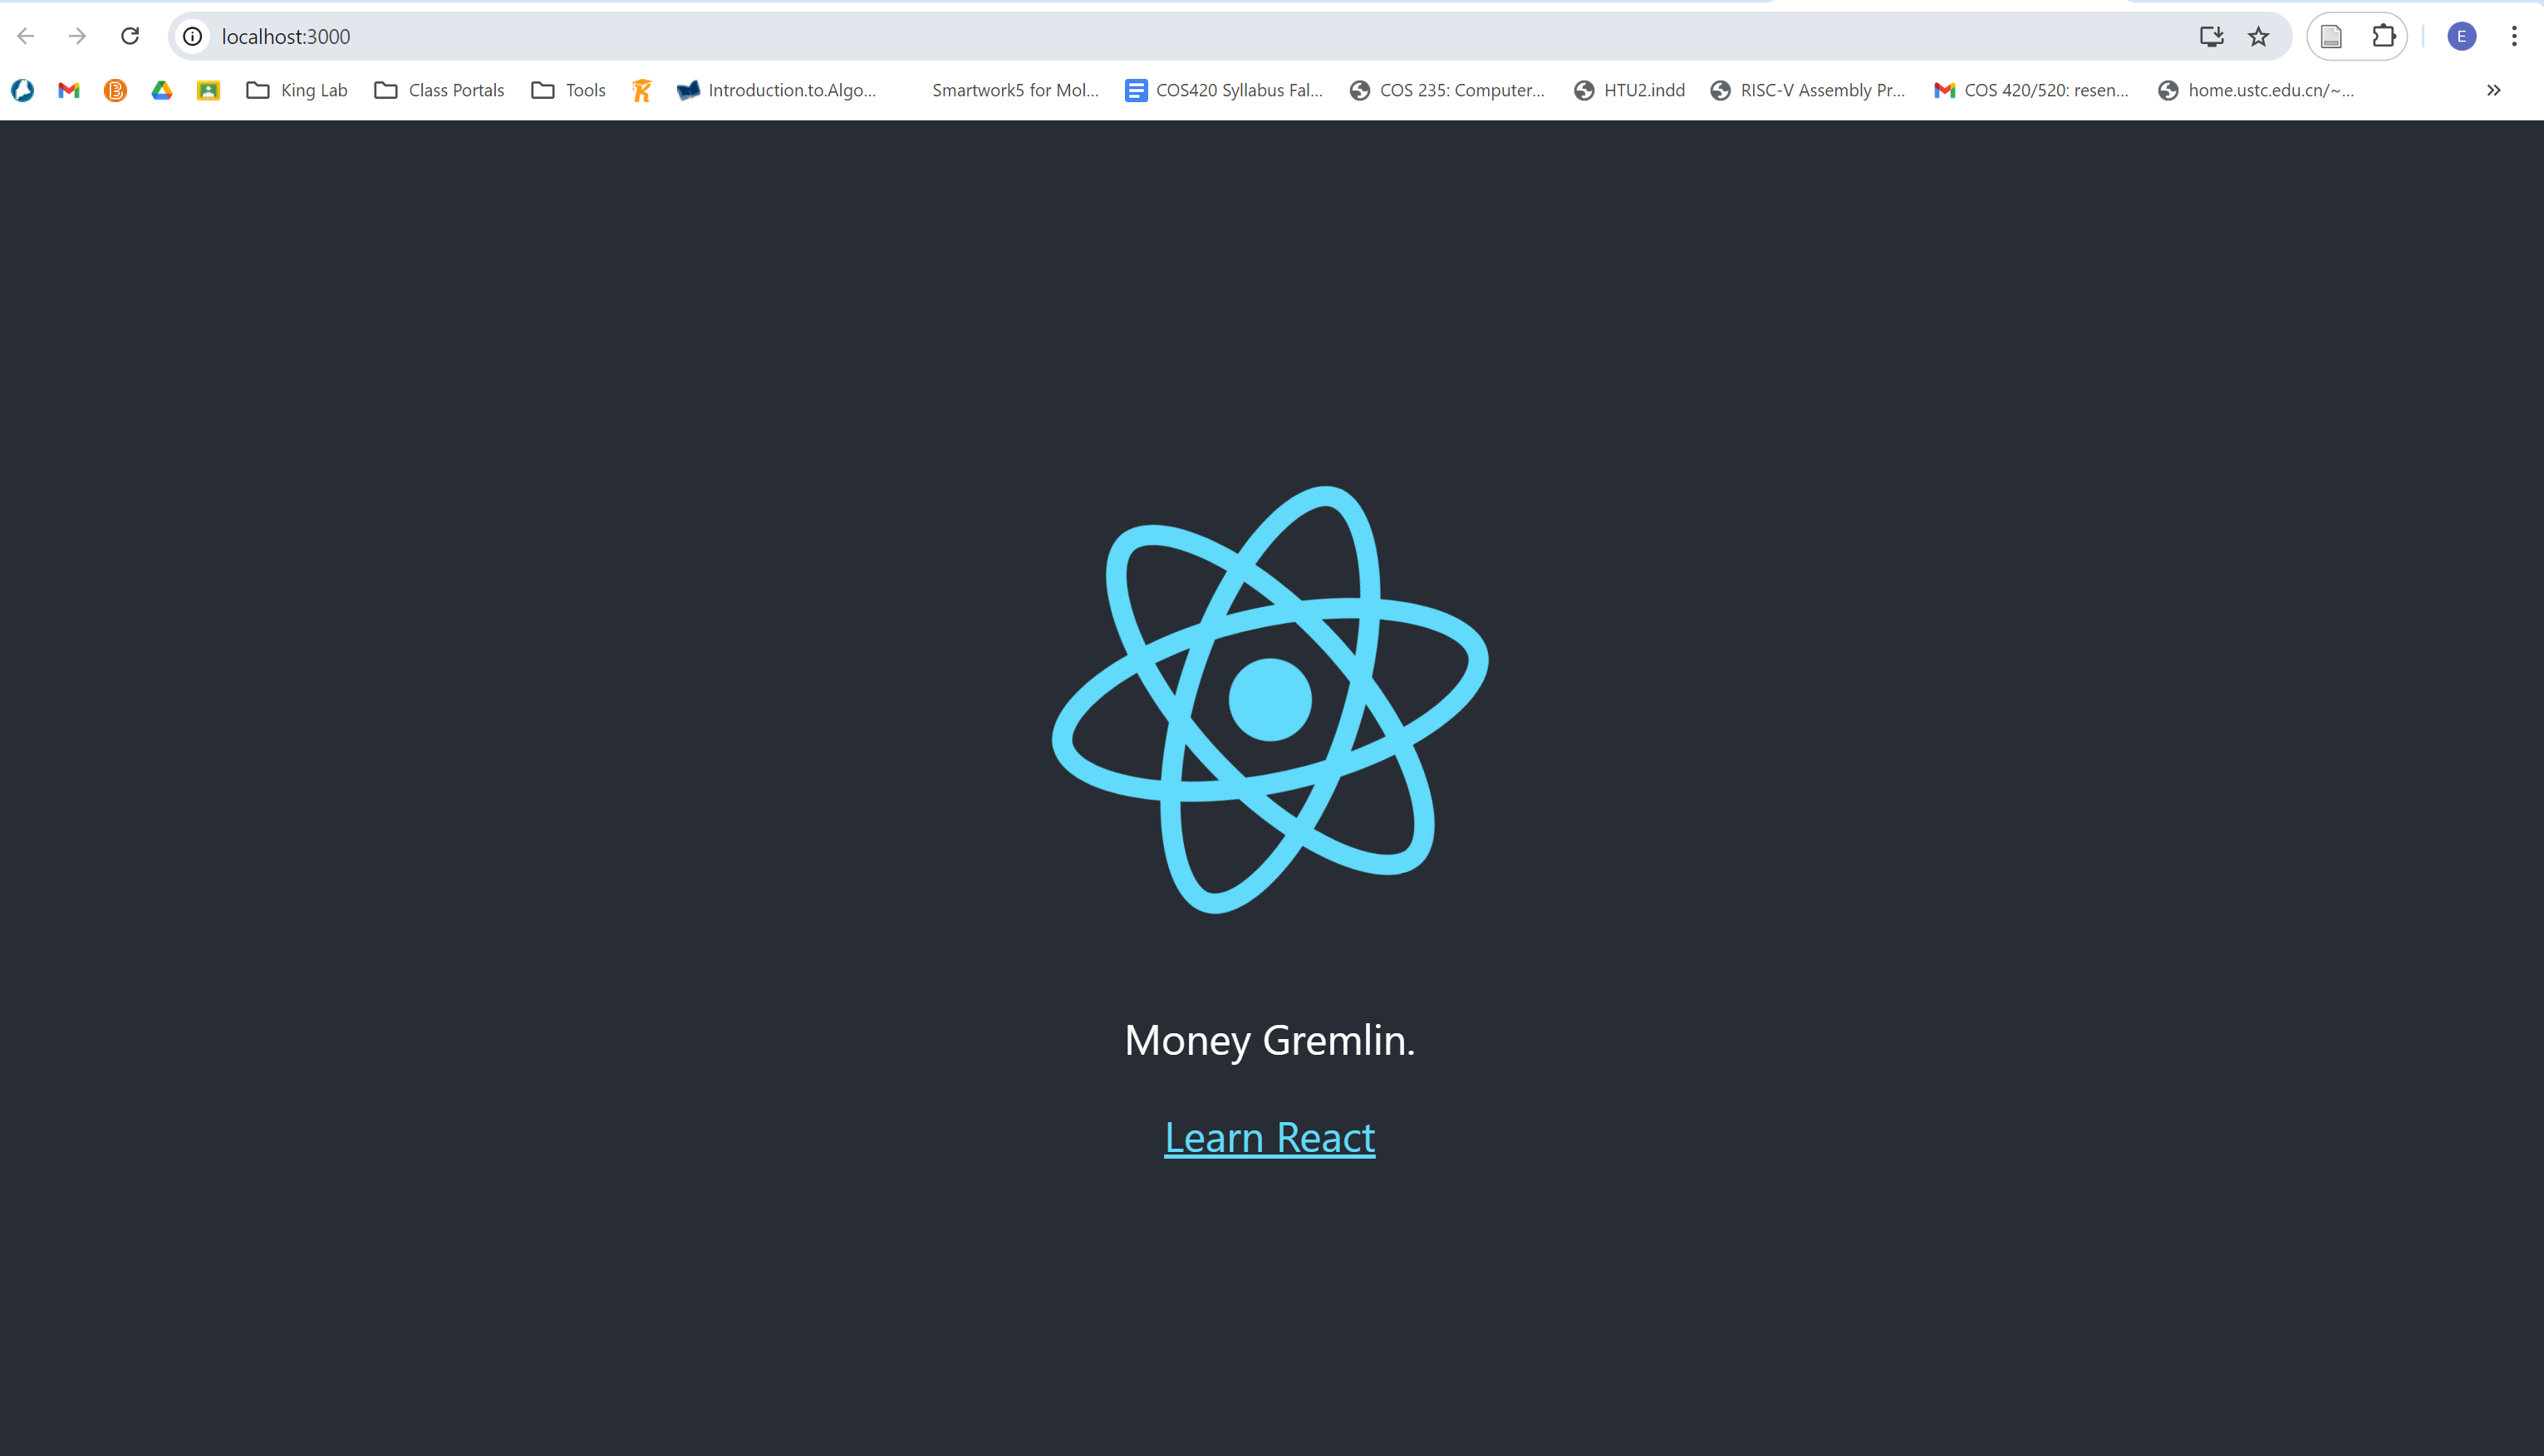 localhost:3000
E
King Lab Class Portals Tools Introduction.to.Algo... Smartwork5 for Mol... COS420 Syllabus Fal... COS 235: Computer... HTU2.indd RISC-V Assembly Pr... COS 420/520: resen... home.ustc.edu.cn/~... »
Money Gremlin.
Learn React